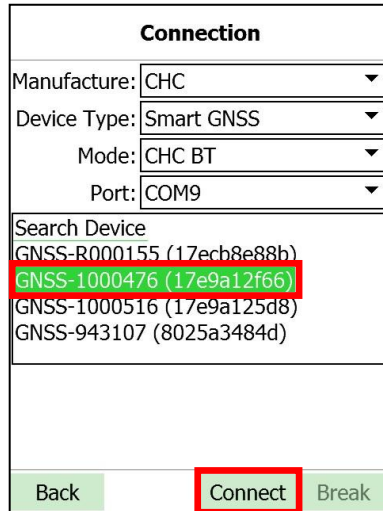 Connection
Manufacture: CHC
Device Type: Smart GNSS
Mode: CHC BT
Port: COM9
Search Device
GNSS-R000155 (17ecb8e88b)
GNSS-1000476 (17e9a12f66)
GNSS-1000516 (17e9a125d8)
GNSS-943107 (8025a3484d)
Back Connect Break